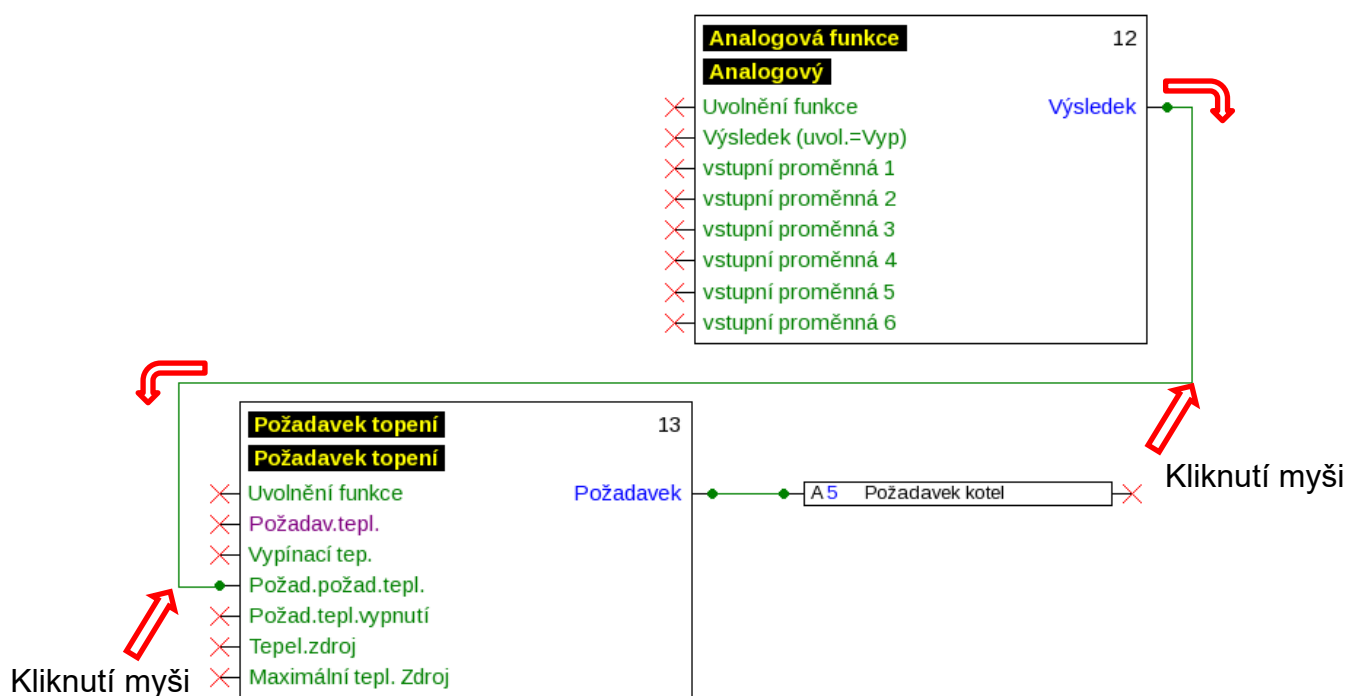 Analogová funkce 12
Analogový
Uvolnění funkce Výsledek
Výsledek (uvol.=Vyp)
vstupní proměnná 1
vstupní proměnná 2
vstupní proměnná 3
vstupní proměnná 4
vstupní proměnná 5
vstupní proměnná 6
Kliknutí myši
Požadavek topení 13
Požadavek topení
Uvolnění funkce Požadavek A 5 Požadavek kotel
Požadav.tepl.
Vypínací tep.
Požad.požad.tepl.
Požad.tepl.vypnutí
Tepel.zdroj
Maximální tepl. Zdroj
Kliknutí myši